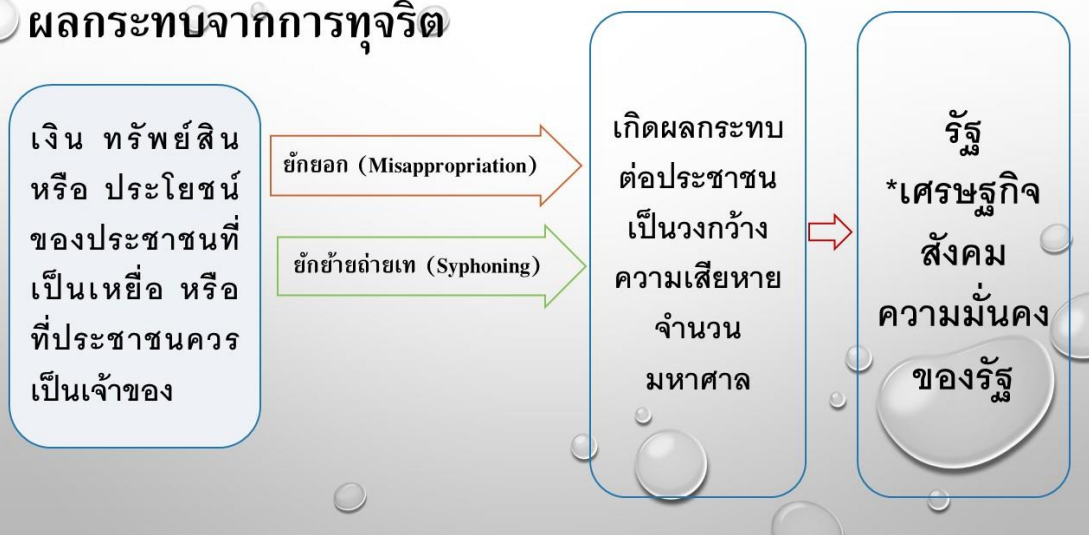 ผลกระทบจากการทุจริต
เงิน ทรัพย์สิน
หรือ ประโยชน์
ของประชาชนที่
เป็นเหยื่อ หรือ
ที่ประชาชนควร
เป็นเจ้าของ
ยักยอก (Misappropriation)
ยักย้ายถ่ายเท (Syphoning)
เกิดผลกระทบ
ต่อประชาชน
เป็นวงกว้าง
ความเสียหาย
จำนวน
มหาศาล
รัฐ
*เศรษฐกิจ
สังคม
ความมั่นคง
ของรัฐ